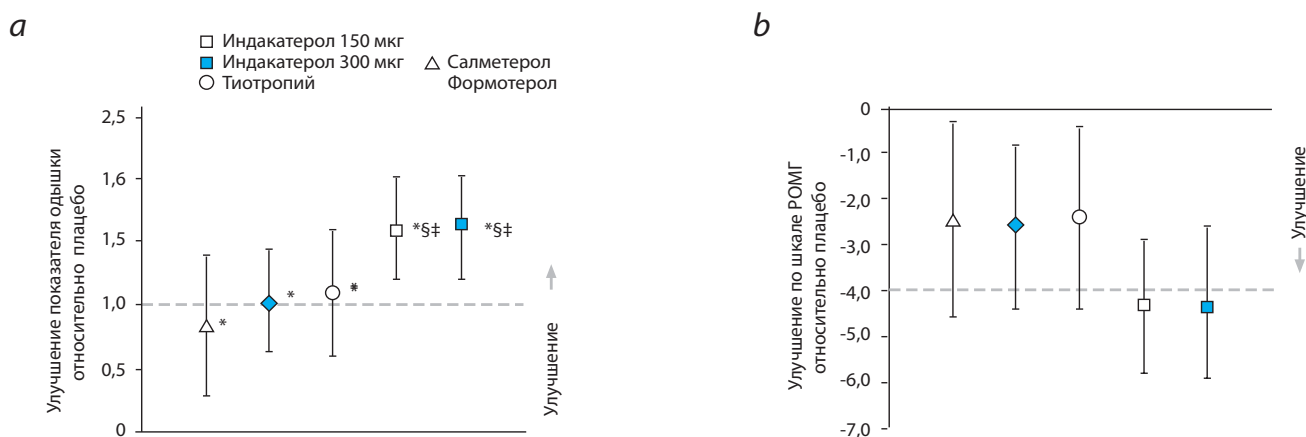 a
Индакатерол 150 мкг
Индакатерол 300 мкг
Салметерол
Тиотропий
Формотерол
Улучшение показателя одышки
относительно плацебо
2,5
1,6
1,5
1,0
0,5
0
*
*
*
*§‡
*§‡
Улучшение
b
Улучшение по шкале РОМГ
относительно плацебо
0
-1,0
-2,0
-3,0
-4,0
-5,0
-6,0
-7,0
Улучшение